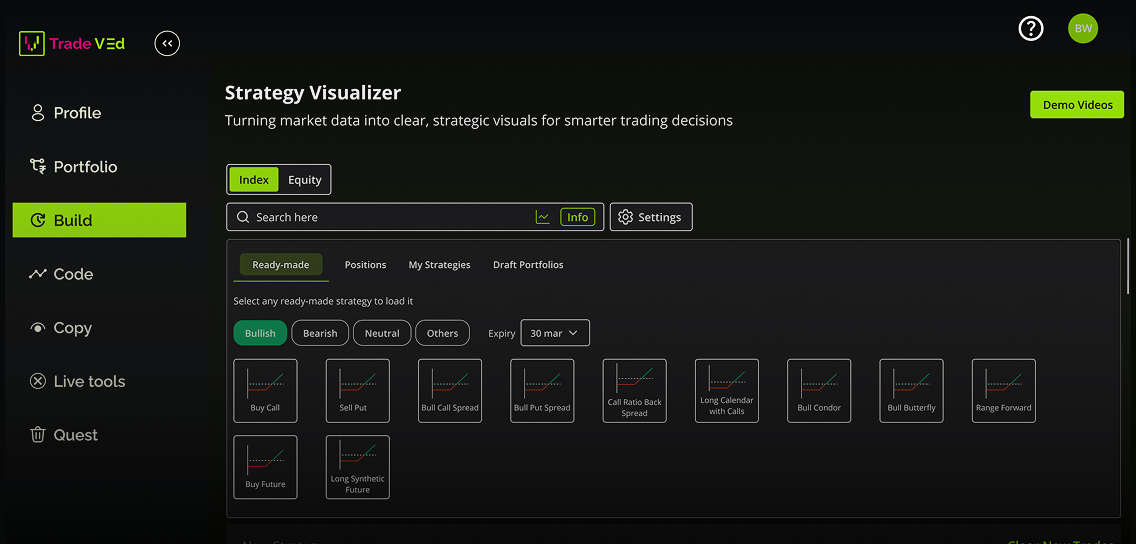 Trade VΞd
BW
Profile
Portfolio
Build
Code
Copy
Live tools
Quest
Strategy Visualizer
Turning market data into clear, strategic visuals for smarter trading decisions
Demo Videos
Index Equity
Search here Info Settings
Ready-made Positions My Strategies Draft Portfolios
Select any ready-made strategy to load it
Bullish Bearish Neutral Others Expiry 30 mar
Buy Call
Sell Put
Bull Call Spread
Bull Put Spread
Call Ratio Back
Spread
Long Calendar
with Calls
Bull Condor
Bull Butterfly
Range Forward
Buy Future
Long Synthetic
Future